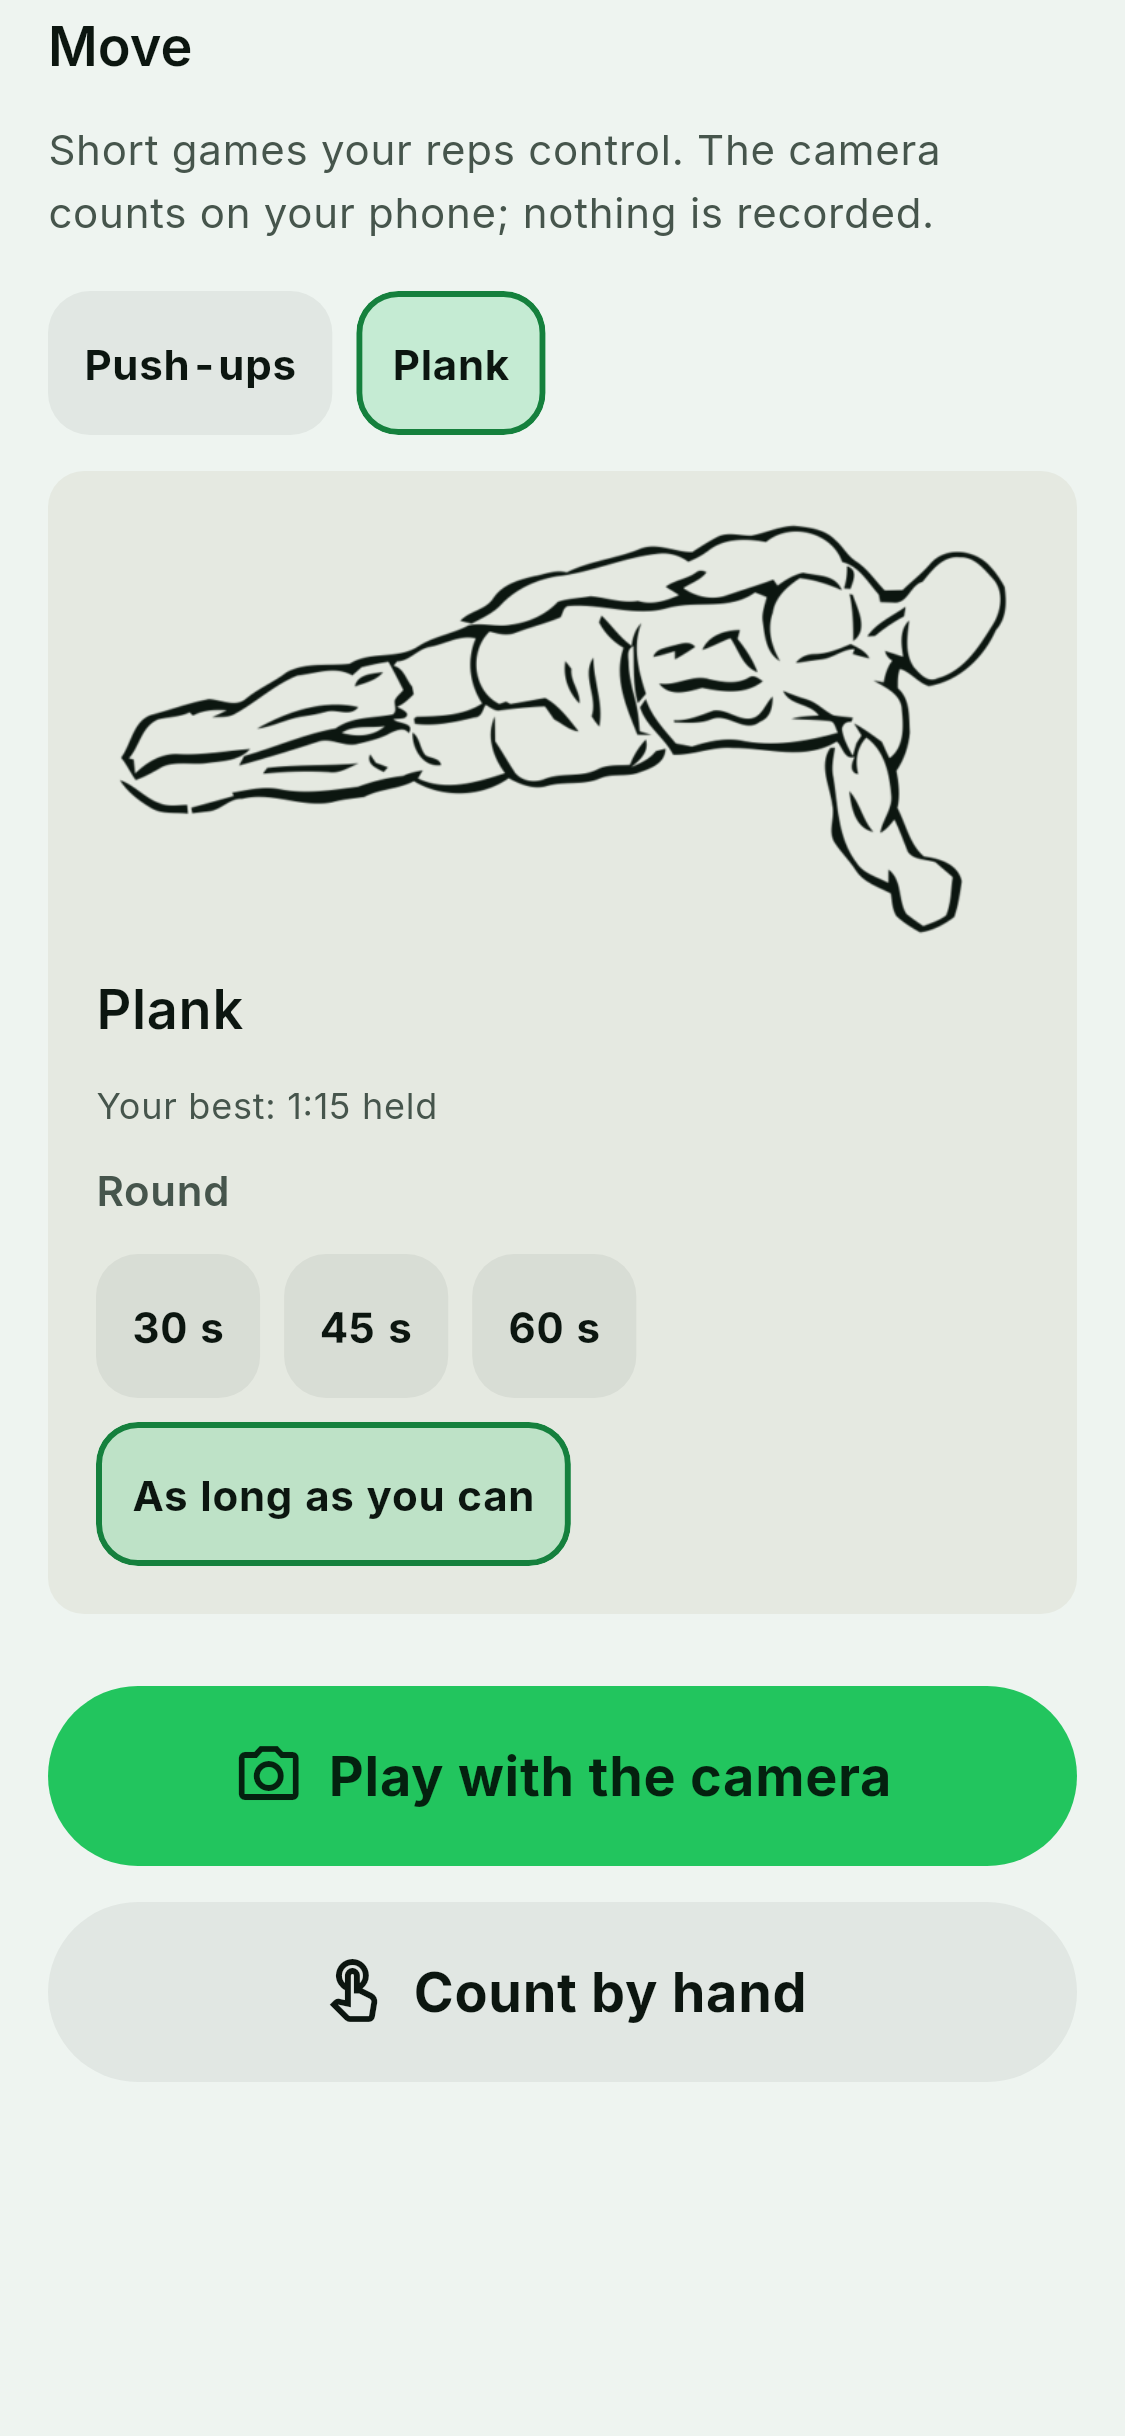 Move
Short games your reps control. The camera
counts on your phone; nothing is recorded.
Push-ups
Plank
Plank
Your best: 1:15 held
Round
30 s
45 s
60 s
As long as you can
Play with the camera
Count by hand